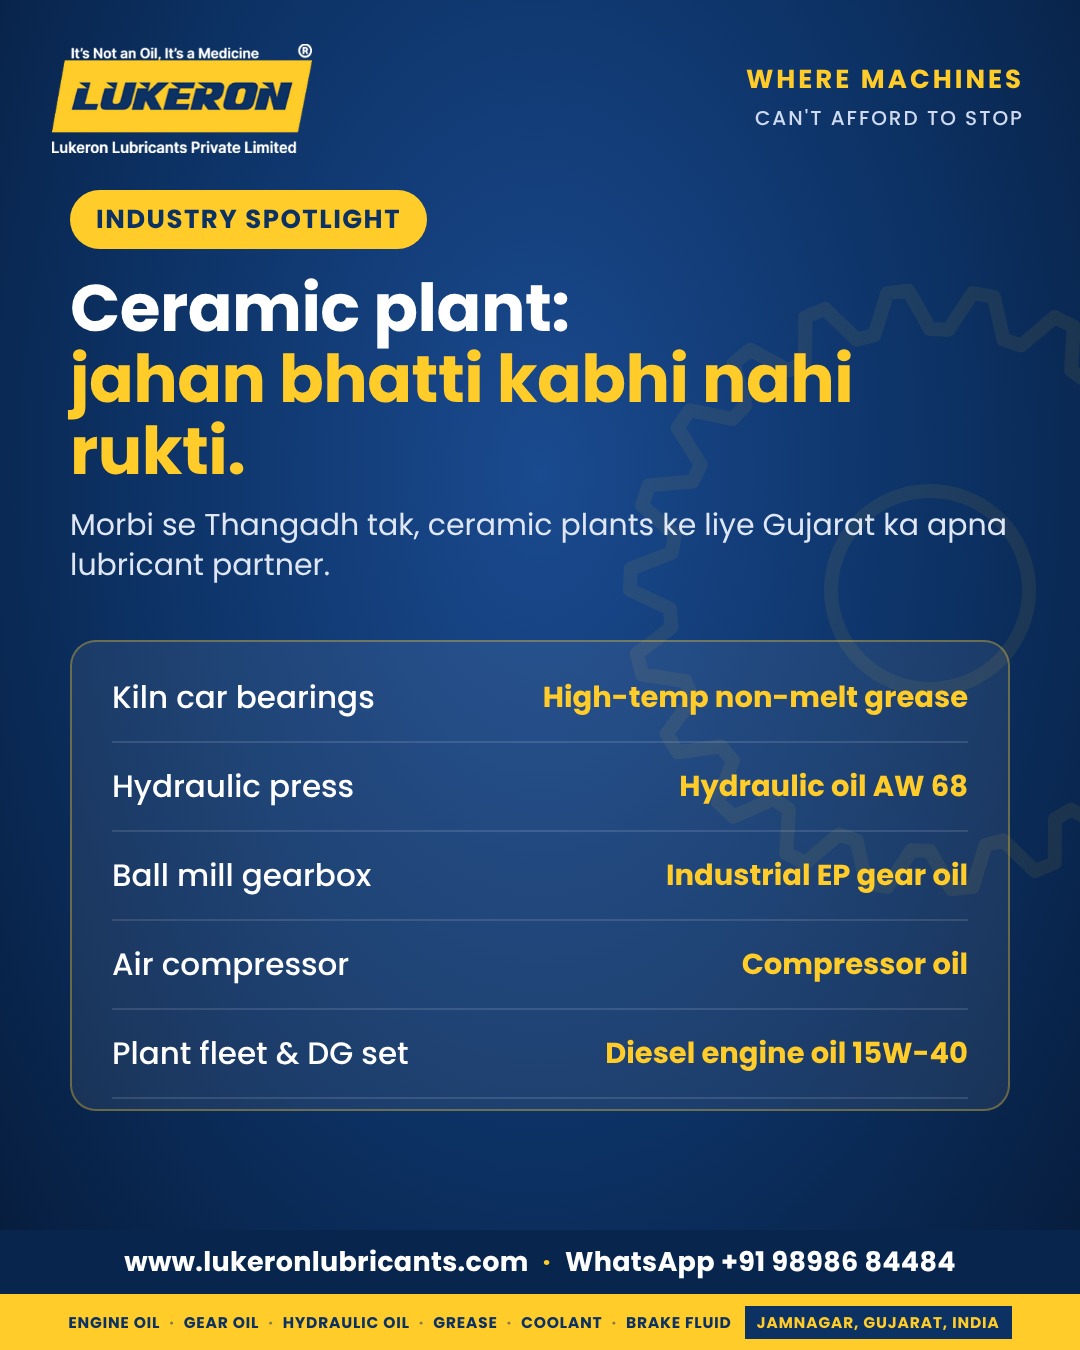 It's Not an Oil, It's a Medicine ®
LUKERON
Lukeron Lubricants Private Limited
WHERE MACHINES
CAN'T AFFORD TO STOP
INDUSTRY SPOTLIGHT
Ceramic plant:
jahan bhatti kabhi nahi
rukti.
Morbi se Thangadh tak, ceramic plants ke liye Gujarat ka apna
lubricant partner.
Kiln car bearings High-temp non-melt grease
Hydraulic press Hydraulic oil AW 68
Ball mill gearbox Industrial EP gear oil
Air compressor Compressor oil
Plant fleet & DG set Diesel engine oil 15W-40
www.lukeronlubricants.com · WhatsApp +91 98986 84484
ENGINE OIL · GEAR OIL · HYDRAULIC OIL · GREASE · COOLANT · BRAKE FLUID JAMNAGAR, GUJARAT, INDIA